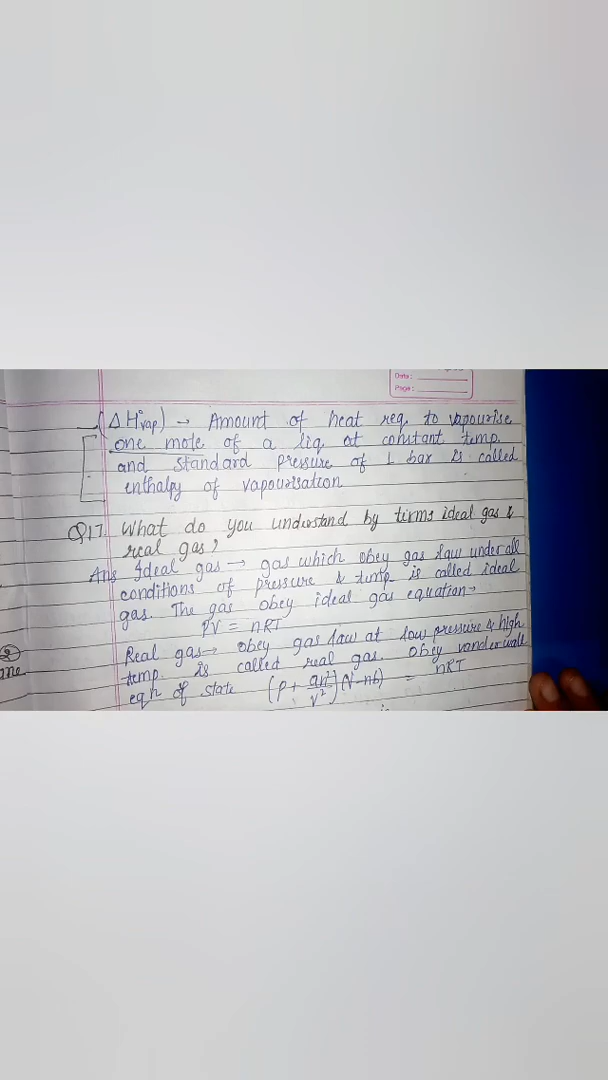 Date:
Page:
(ΔH°vap) → Amount of heat req. to vapourise
one mole of a liq at constant temp.
and standard pressure of 1 bar is called
enthalpy of vapourisation
Q17. What do you understand by terms ideal gas &
real gas?
Ans Ideal gas → gas which obey gas law under all
conditions of pressure & temp is called ideal
gas. The gas obey ideal gas equation→
PV = nRT
Real gas→ obey gas law at low pressure & high
temp. is called real gas. Obey vanderwall
eqn of state (P + an²/V²)(V-nb) = nRT